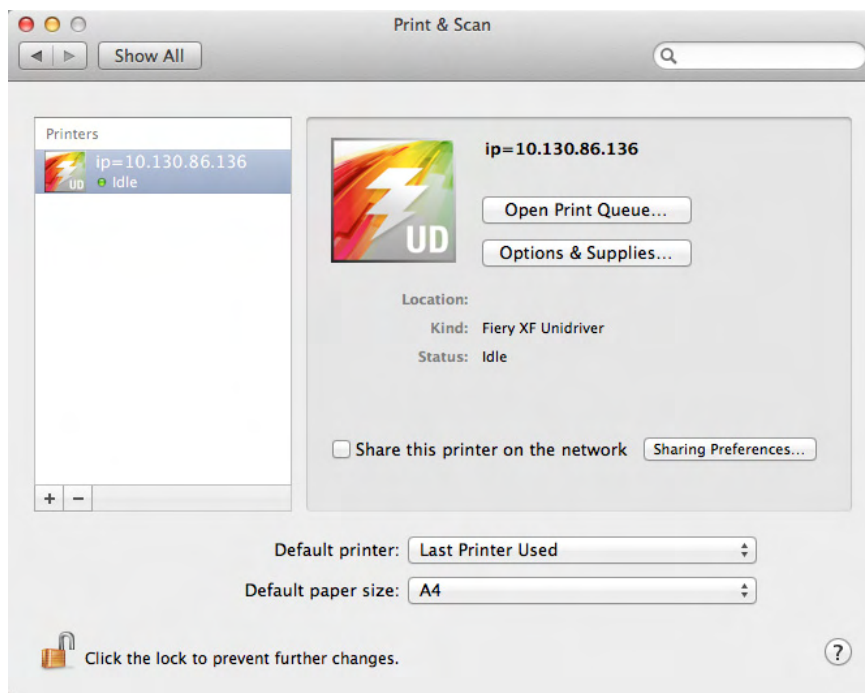 Print & Scan
Show All
Printers
ip=10.130.86.136
Idle
UD
UD
ip=10.130.86.136
Open Print Queue...
Options & Supplies...
Location:
Kind: Fiery XF Unidriver
Status: Idle
Share this printer on the network Sharing Preferences...
+ −
Default printer: Last Printer Used
Default paper size: A4
Click the lock to prevent further changes.
?